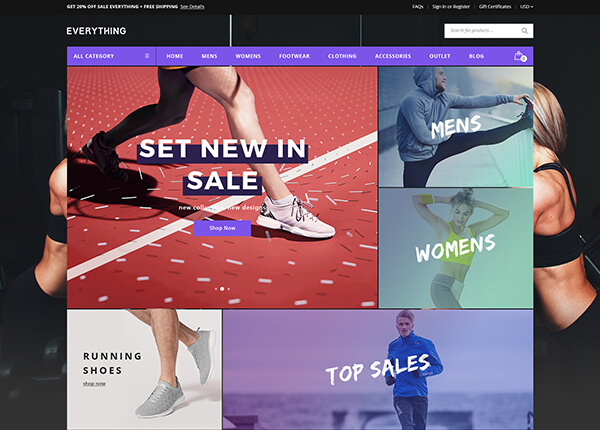 GET 20% OFF SALE EVERYTHING + FREE SHIPPING See Details
FAQs
Sign In or Register
Gift Certificates
USD
EVERYTHING
Search for products ...
ALL CATEGORY
HOME
MENS
WOMENS
FOOTWEAR
CLOTHING
ACCESSORIES
OUTLET
BLOG
0
SET NEW IN
SALE
new collection new designs
Shop Now
MENS
WOMENS
RUNNING
SHOES
shop now
TOP SALES